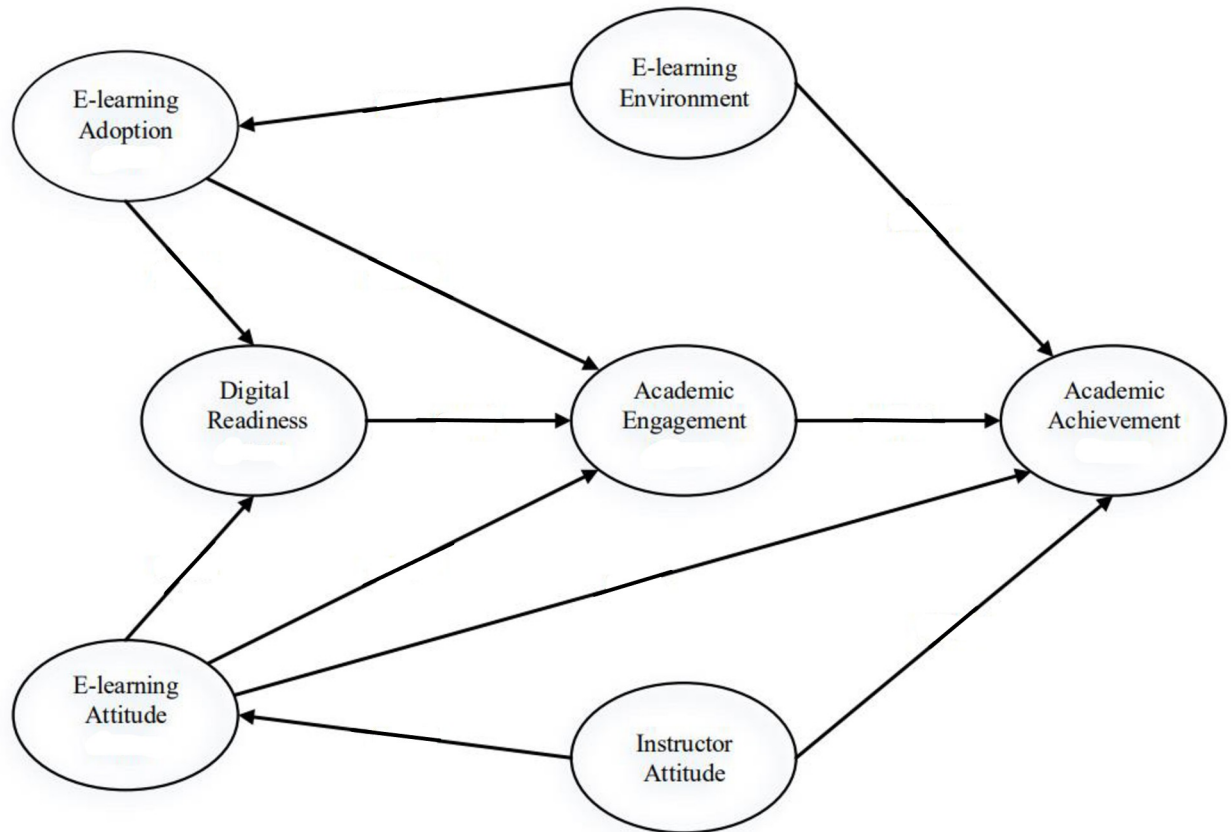 E-learning
Environment
E-learning
Adoption
Digital
Readiness
Academic
Engagement
Academic
Achievement
E-learning
Attitude
Instructor
Attitude